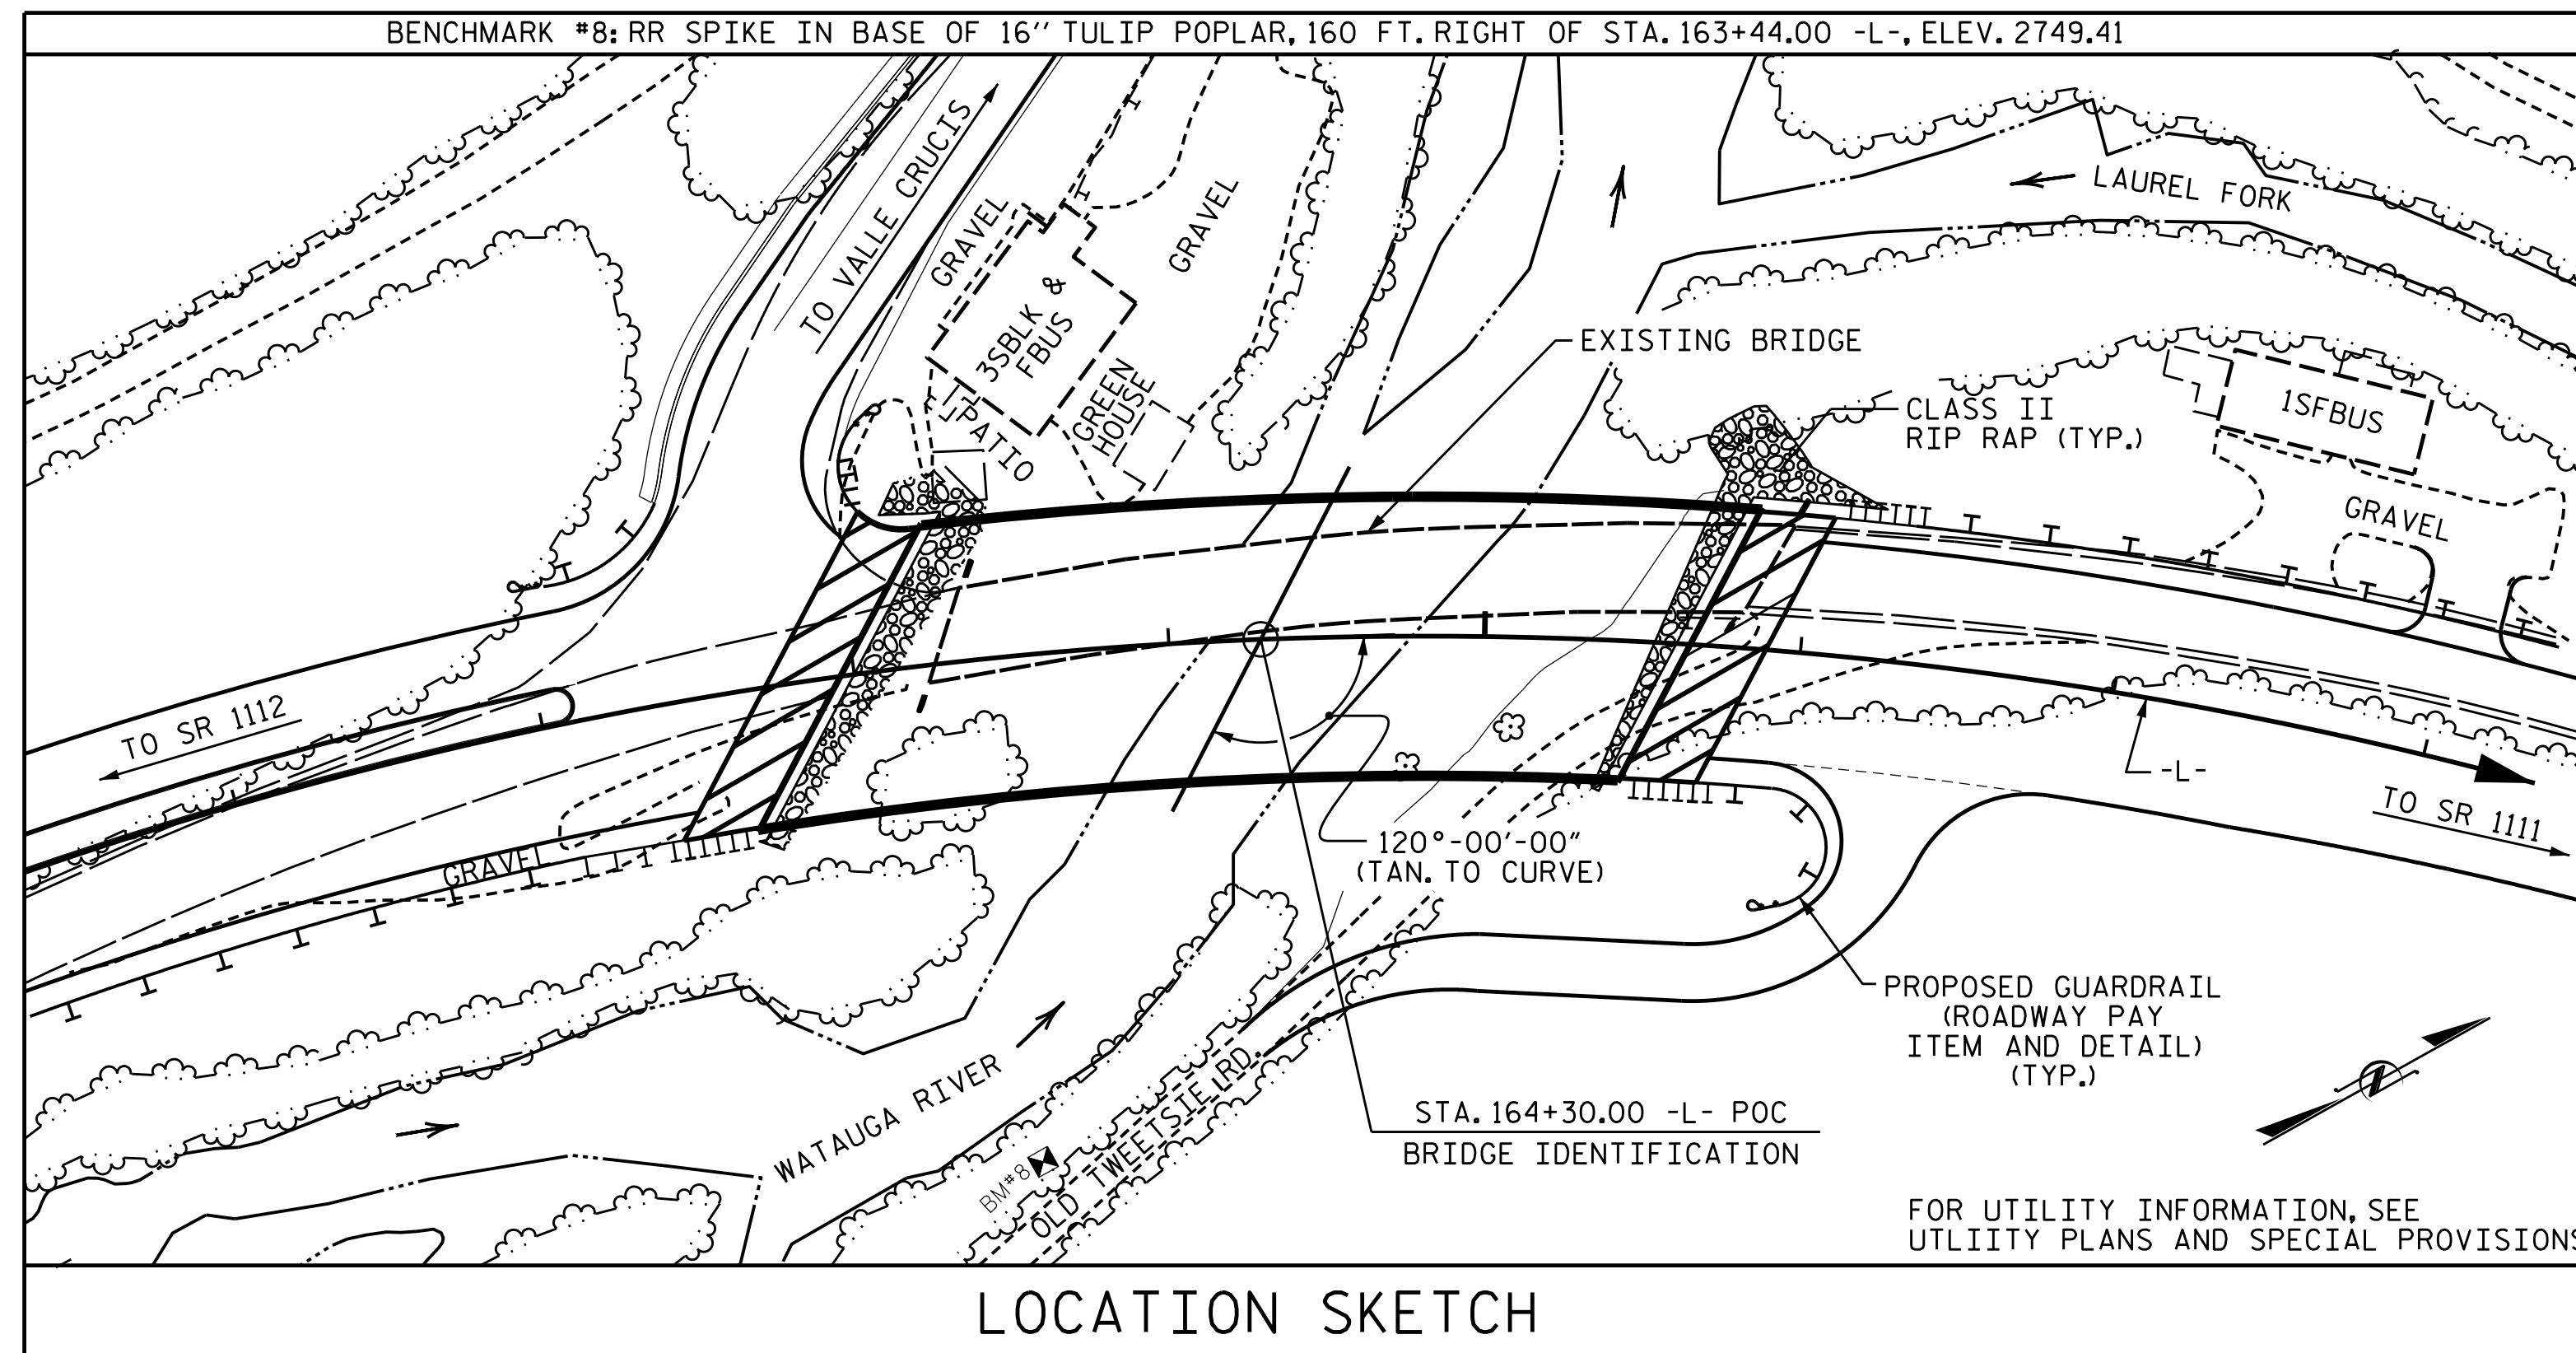 BENCHMARK #8: RR SPIKE IN BASE OF 16" TULIP POPLAR, 160 FT. RIGHT OF STA. 163+44.00 -L-, ELEV. 2749.41
TO VALLE CRUCIS
GRAVEL
GRAVEL
LAUREL FORK
3SBLK &
FBUS
EXISTING BRIDGE
GREEN
HOUSE
PATIO
CLASS II
RIP RAP (TYP.)
1SFBUS
GRAVEL
TO SR 1112
-L-
TO SR 1111
GRAVEL
120°-00'-00"
(TAN. TO CURVE)
PROPOSED GUARDRAIL
(ROADWAY PAY
ITEM AND DETAIL)
(TYP.)
WATAUGA RIVER
STA. 164+30.00 -L- POC
BRIDGE IDENTIFICATION
BM#8
OLD TWEETSIE RD.
FOR UTILITY INFORMATION, SEE
UTLIITY PLANS AND SPECIAL PROVISIONS
LOCATION SKETCH